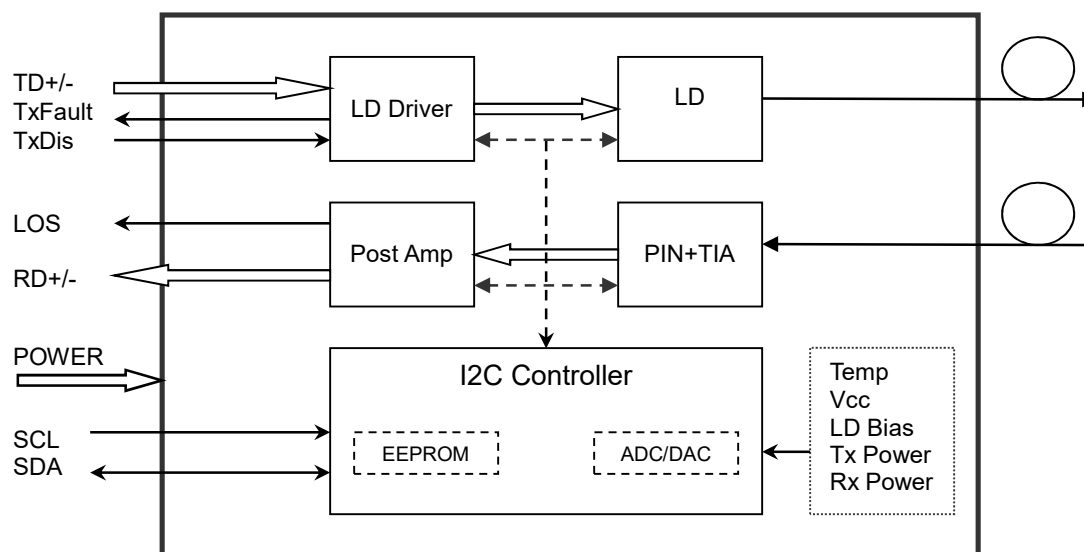 TD+/-
TxFault
TxDis
LD Driver
LD
LOS
RD+/-
Post Amp
PIN+TIA
POWER
SCL
SDA
I2C Controller
EEPROM
ADC/DAC
Temp
Vcc
LD Bias
Tx Power
Rx Power